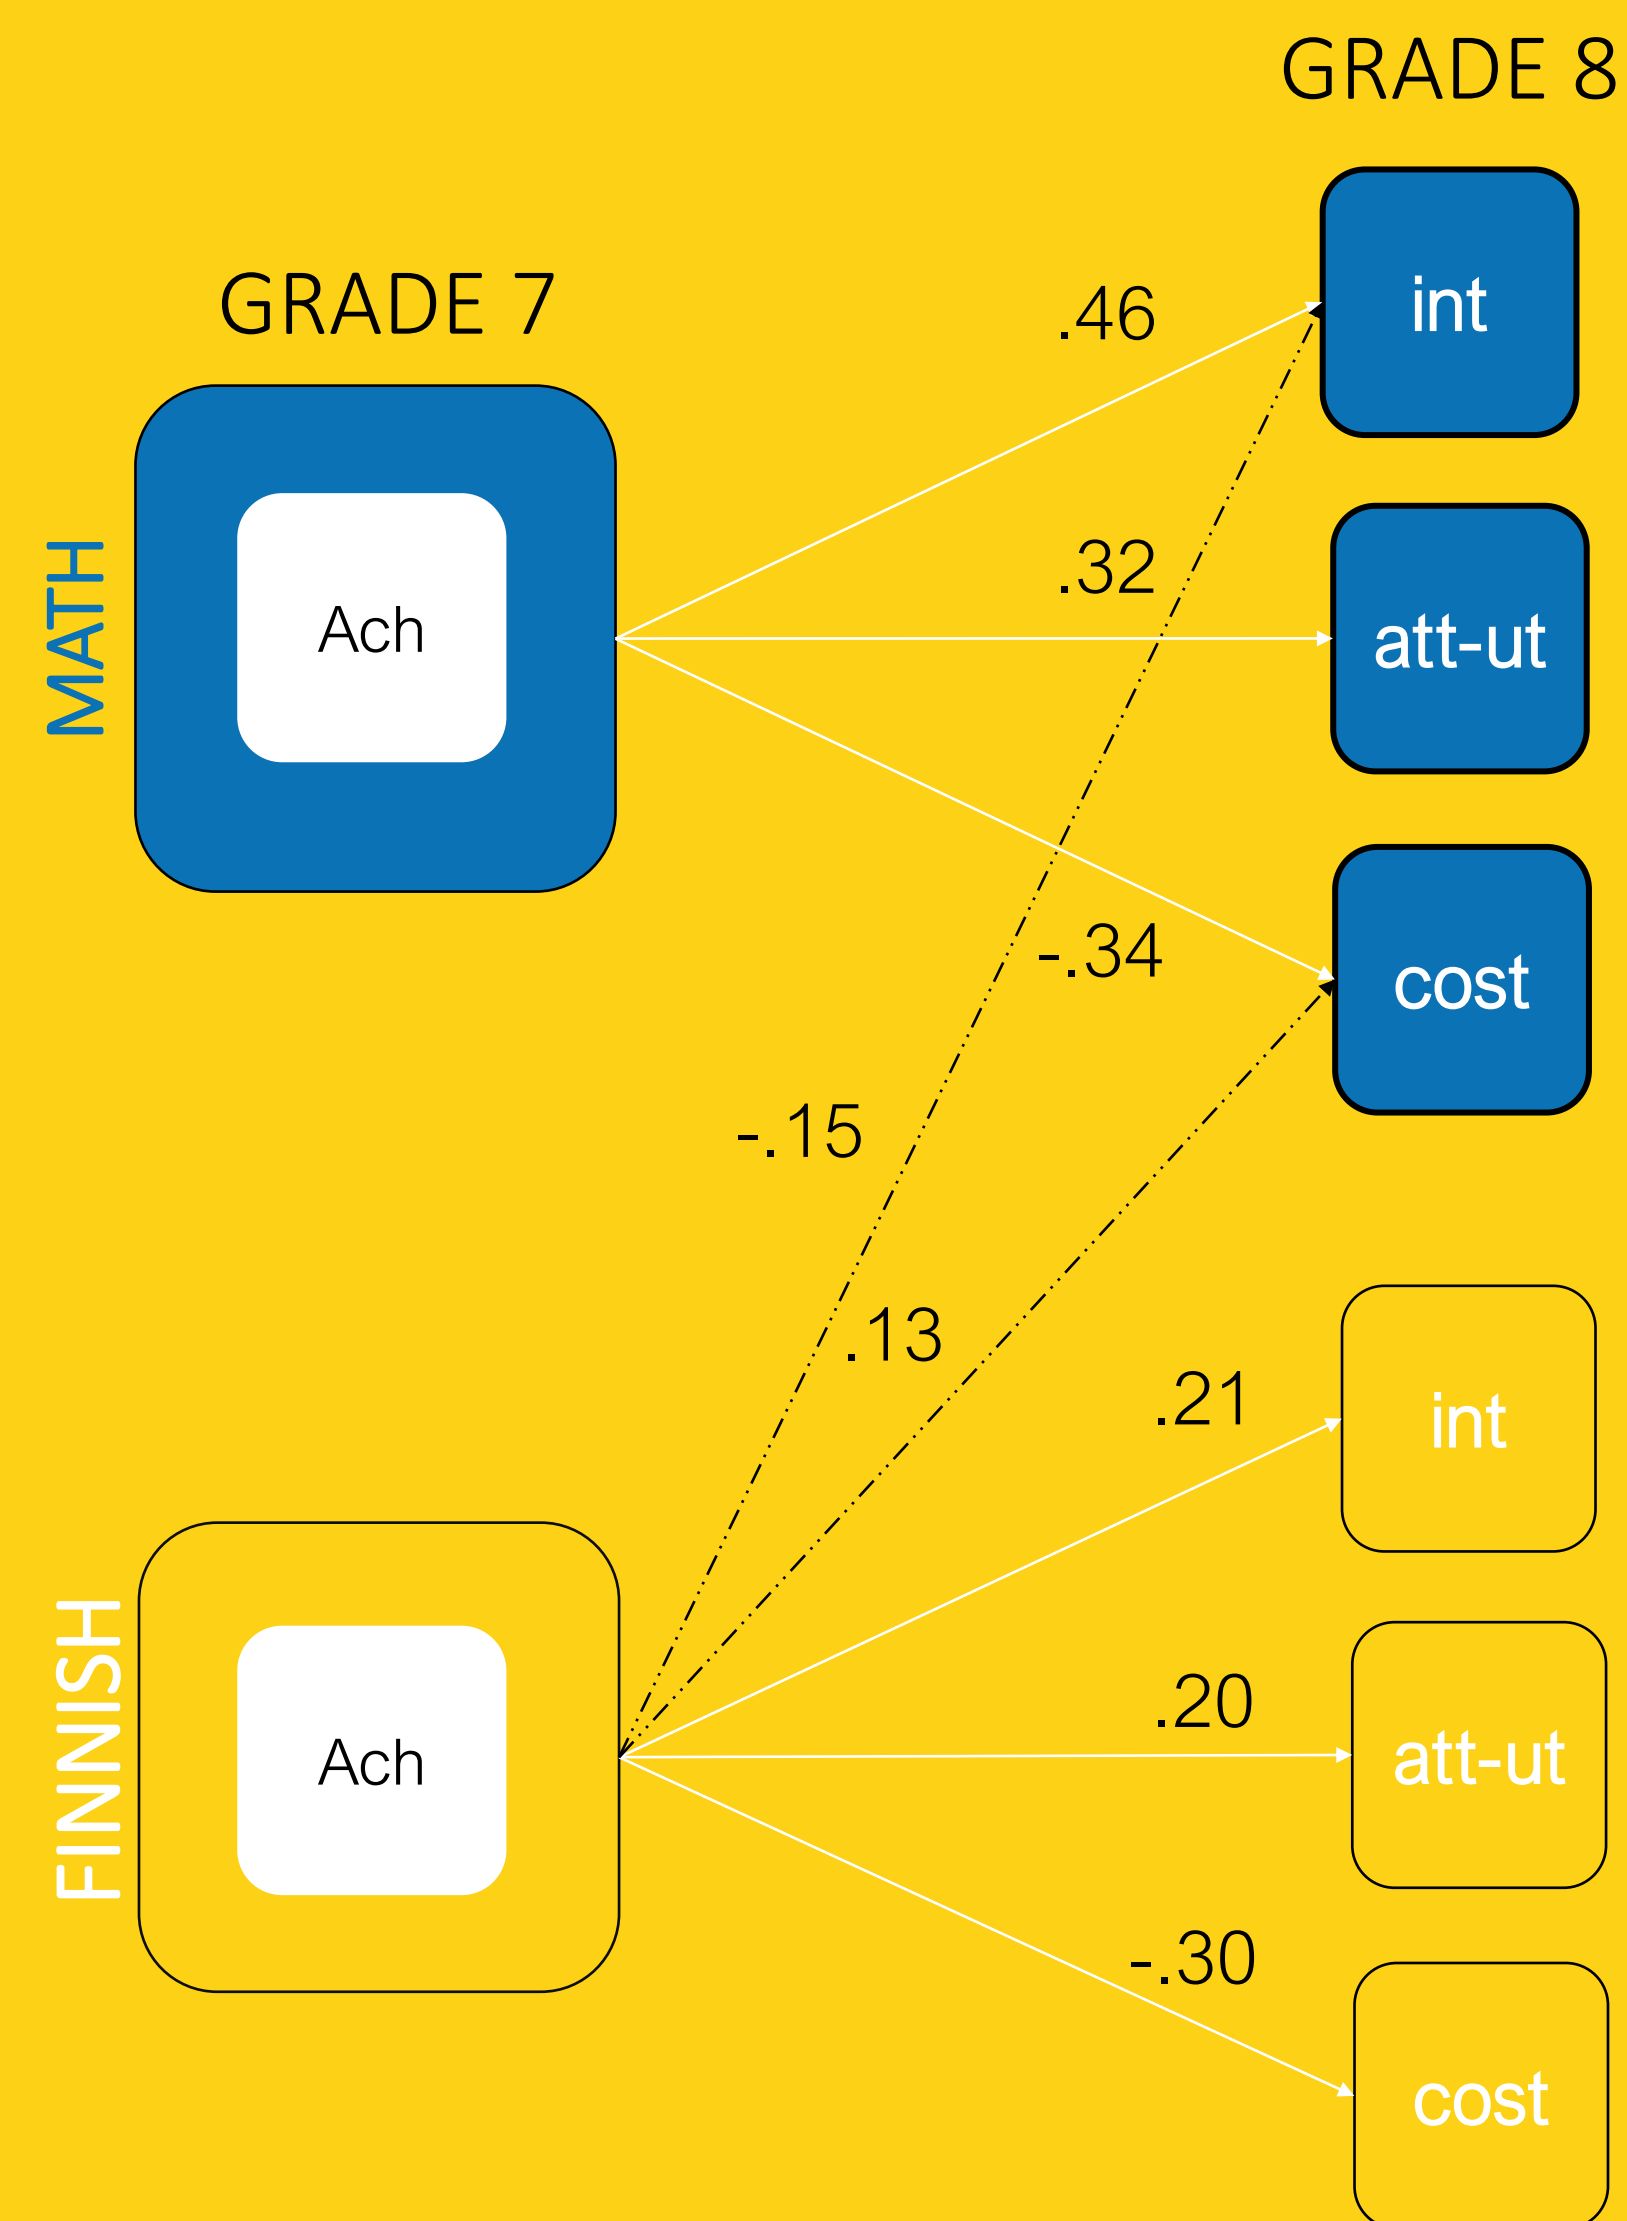 GRADE 8
GRADE 7
MATH
Ach
.46
.32
-.34
int
att-ut
cost
-.15
.13
FINNISH
Ach
.21
.20
-.30
int
att-ut
cost